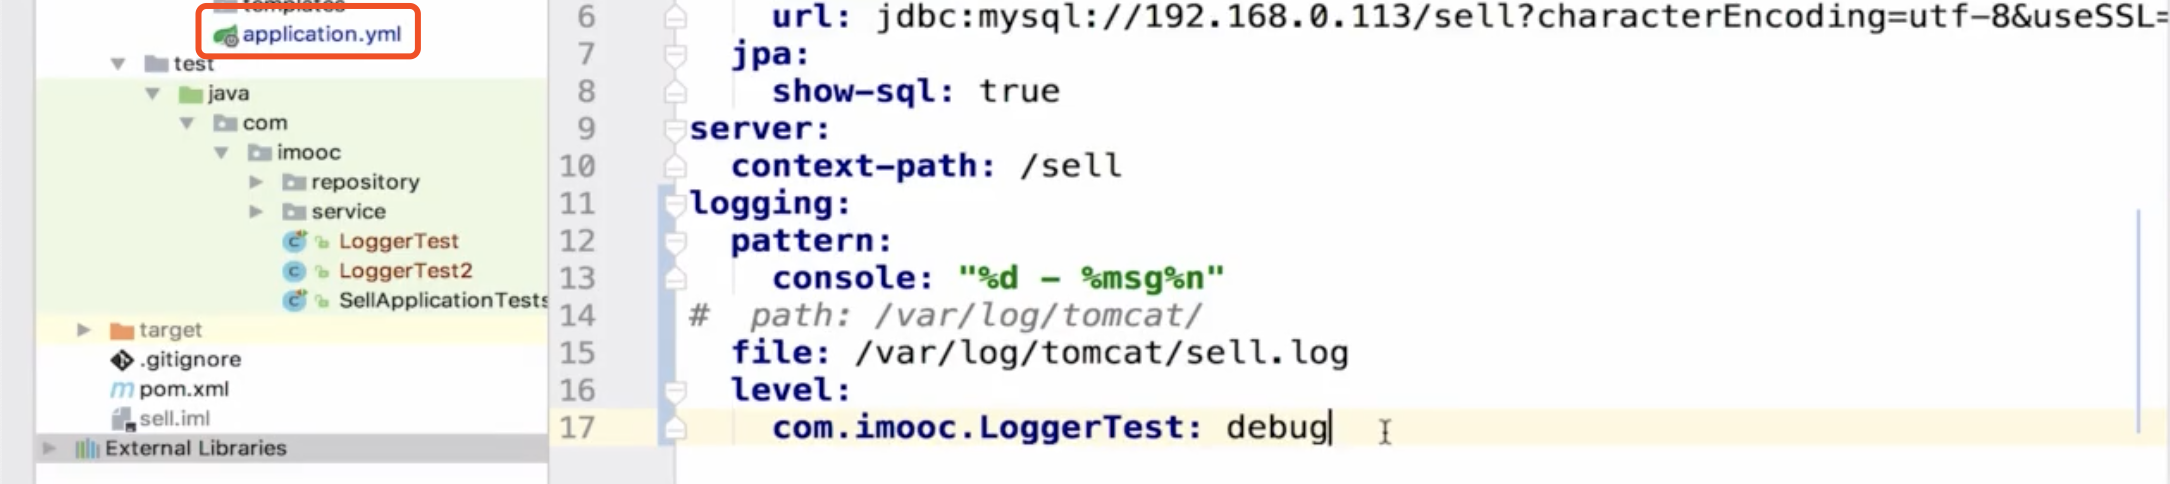 templates
application.yml
test
java
com
imooc
repository
service
LoggerTest
LoggerTest2
SellApplicationTests
target
.gitignore
pom.xml
sell.iml
External Libraries
6 url: jdbc:mysql://192.168.0.113/sell?characterEncoding=utf-8&useSSL=
7 jpa:
8 show-sql: true
9 server:
10 context-path: /sell
11 logging:
12 pattern:
13 console: "%d - %msg%n"
14 # path: /var/log/tomcat/
15 file: /var/log/tomcat/sell.log
16 level:
17 com.imooc.LoggerTest: debug